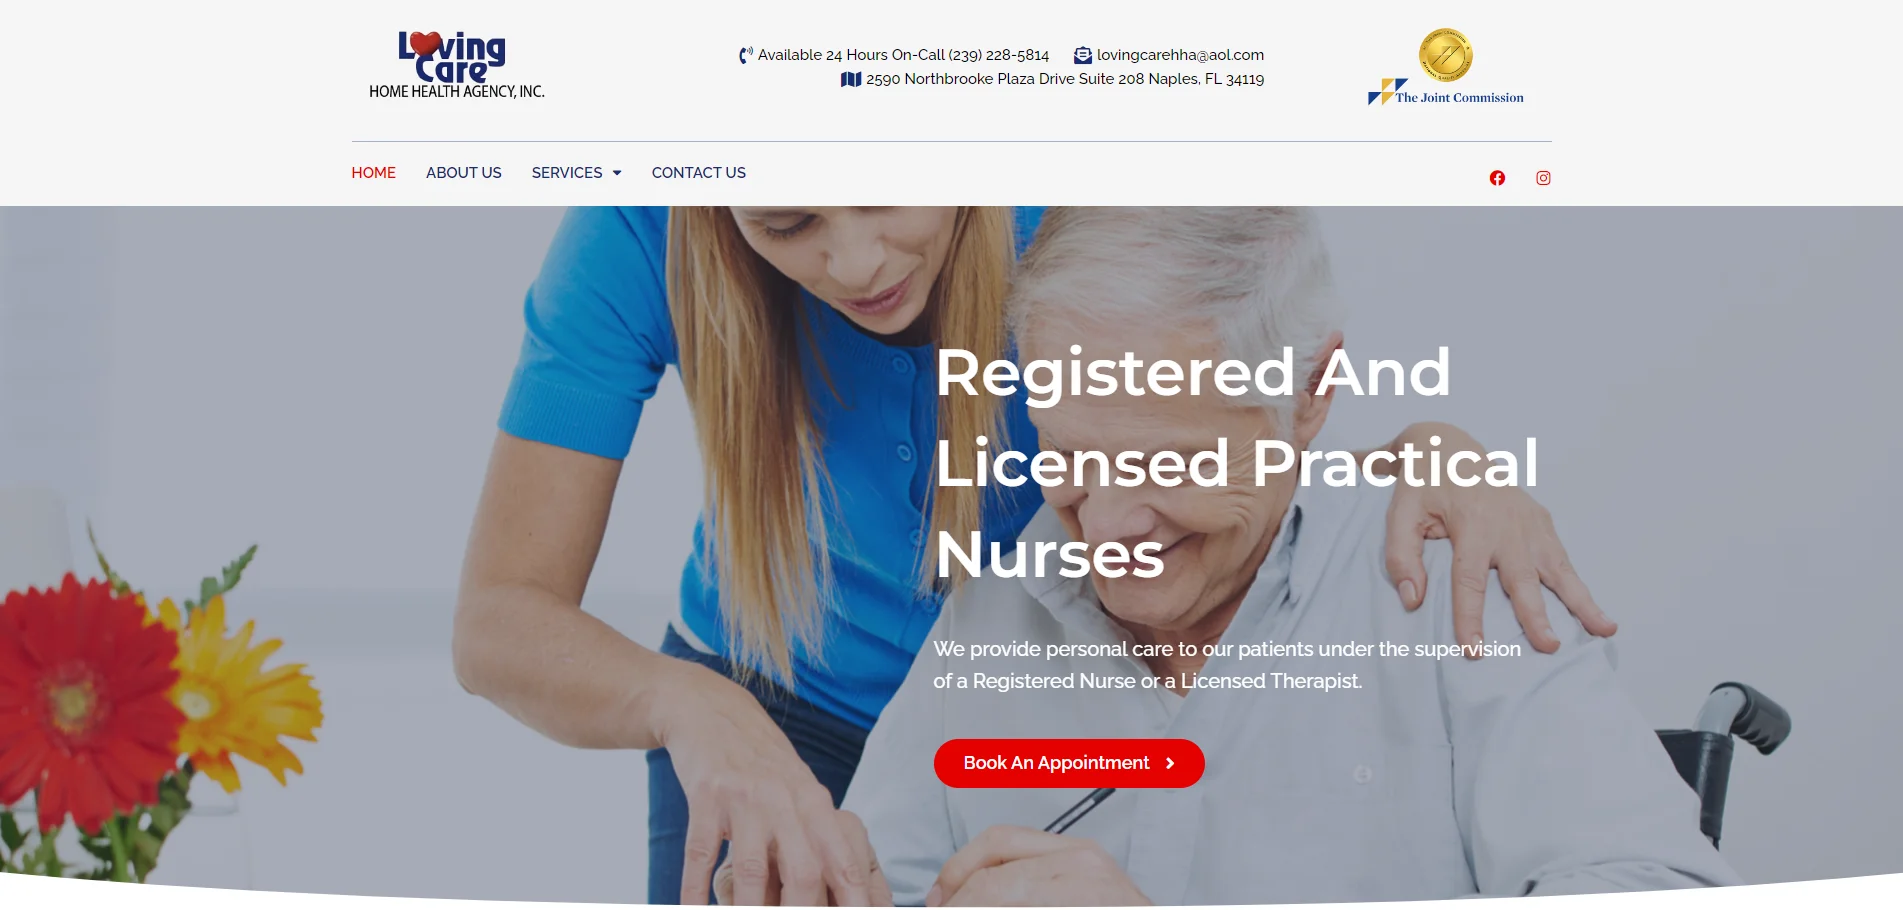 Loving
Care
HOME HEALTH AGENCY, INC.
Available 24 Hours On-Call (239) 228-5814
lovingcarehha@aol.com
2590 Northbrooke Plaza Drive Suite 208 Naples, FL 34119
The Joint Commission
HOME
ABOUT US
SERVICES
CONTACT US
Registered And
Licensed Practical
Nurses
We provide personal care to our patients under the supervision
of a Registered Nurse or a Licensed Therapist.
Book An Appointment